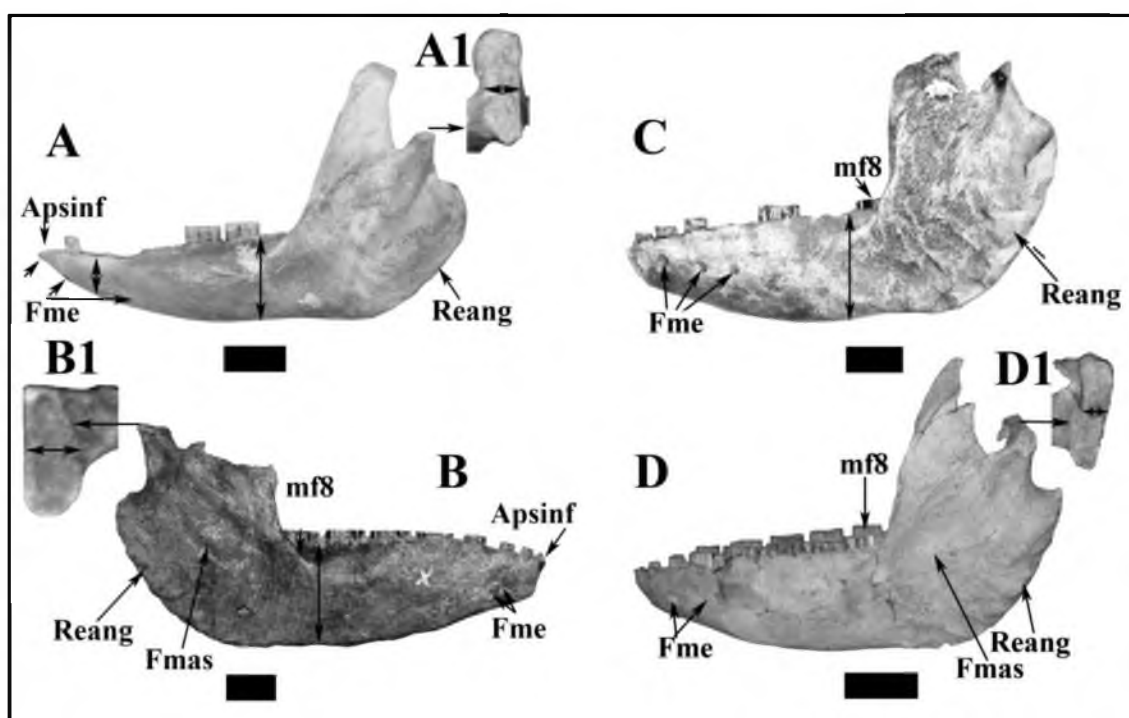 A
A1
Apsinf
Fme
Reang
C
mf8
Fme
Reang
B1
B
mf8
Apsinf
Reang
Fmas
Fme
D
D1
mf8
Fme
Reang
Fmas